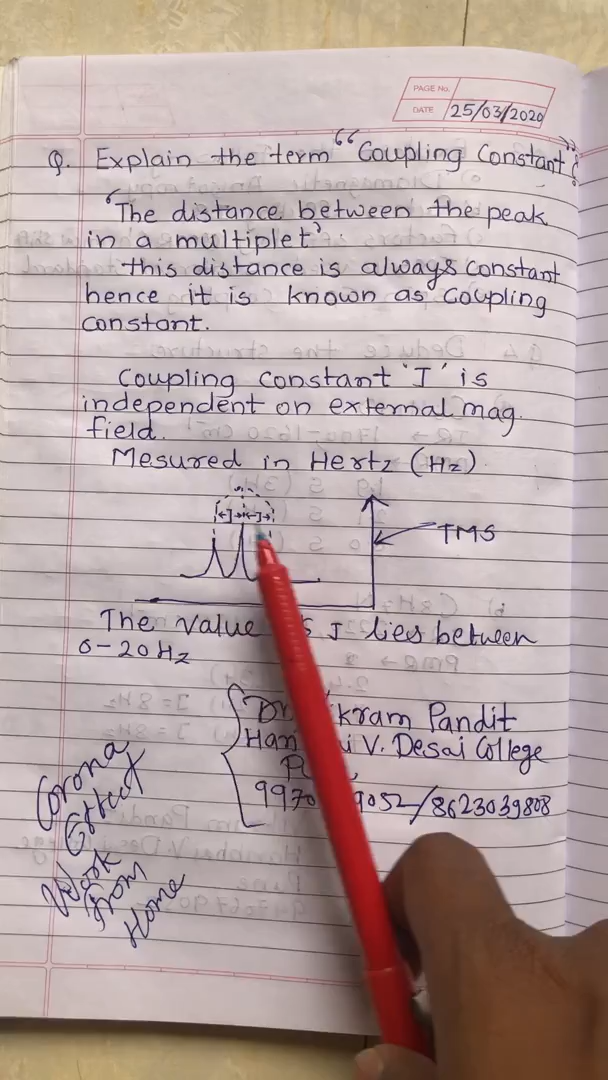 PAGE No.
DATE 25/03/2020
Q. Explain the term "Coupling Constant"
"The distance between the peak
in a multiplet".
this distance is always constant
hence it is known as Coupling
constant.
Coupling constant 'J' is
independent on external mag.
field.
Mesured in Hertz (Hz)
←J→←J→
TMS
The value J lies between
0-20Hz
Pandit
V. Desai College
9052/8623039808
Corona
Effect
Work
from
Home